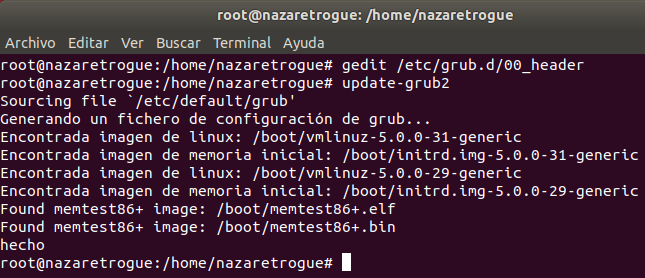 root@nazaretrogue: /home/nazaretrogue
Archivo Editar Ver Buscar Terminal Ayuda
root@nazaretrogue:/home/nazaretrogue# gedit /etc/grub.d/00_header
root@nazaretrogue:/home/nazaretrogue# update-grub2
Sourcing file `/etc/default/grub'
Generando un fichero de configuración de grub...
Encontrada imagen de linux: /boot/vmlinuz-5.0.0-31-generic
Encontrada imagen de memoria inicial: /boot/initrd.img-5.0.0-31-generic
Encontrada imagen de linux: /boot/vmlinuz-5.0.0-29-generic
Encontrada imagen de memoria inicial: /boot/initrd.img-5.0.0-29-generic
Found memtest86+ image: /boot/memtest86+.elf
Found memtest86+ image: /boot/memtest86+.bin
hecho
root@nazaretrogue:/home/nazaretrogue#